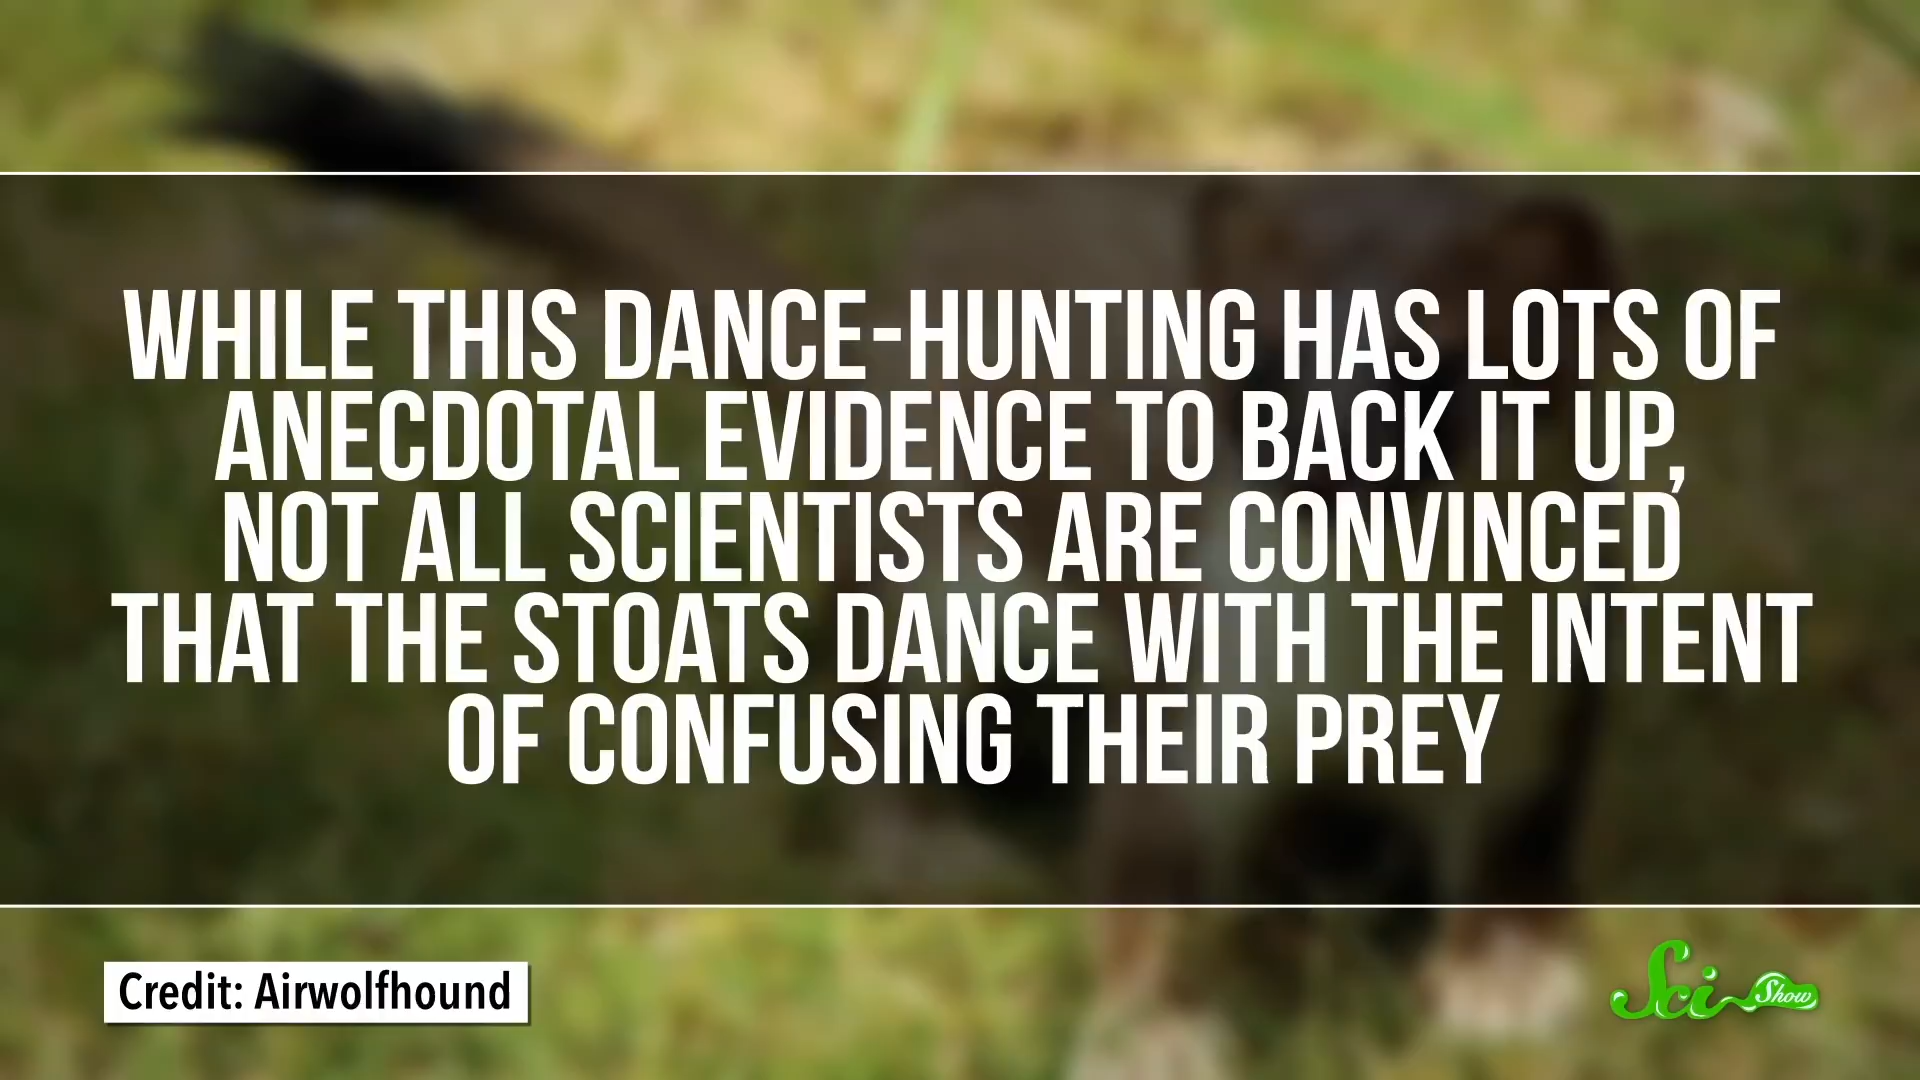 WHILE THIS DANCE-HUNTING HAS LOTS OF
ANECDOTAL EVIDENCE TO BACK IT UP,
NOT ALL SCIENTISTS ARE CONVINCED
THAT THE STOATS DANCE WITH THE INTENT
OF CONFUSING THEIR PREY
Credit: Airwolfhound
Sci Show